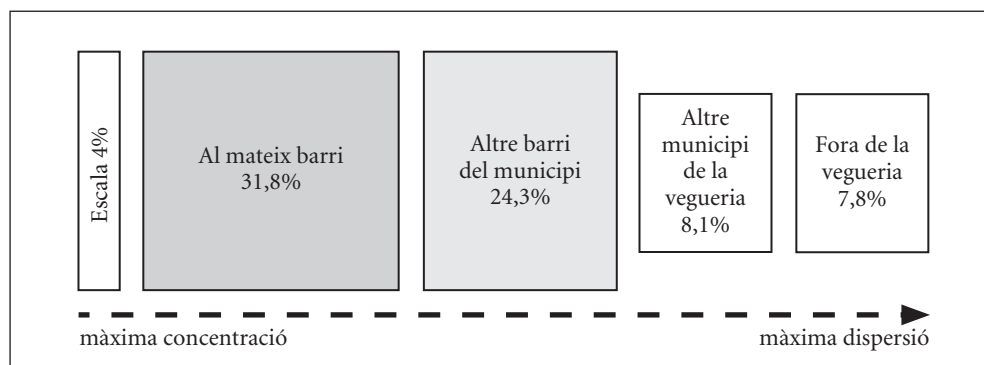 Escala 4%
Al mateix barri
31,8%
Altre barri
del municipi
24,3%
Altre
municipi
de la
vegueria
8,1%
Fora de la
vegueria
7,8%
màxima concentració
màxima dispersió